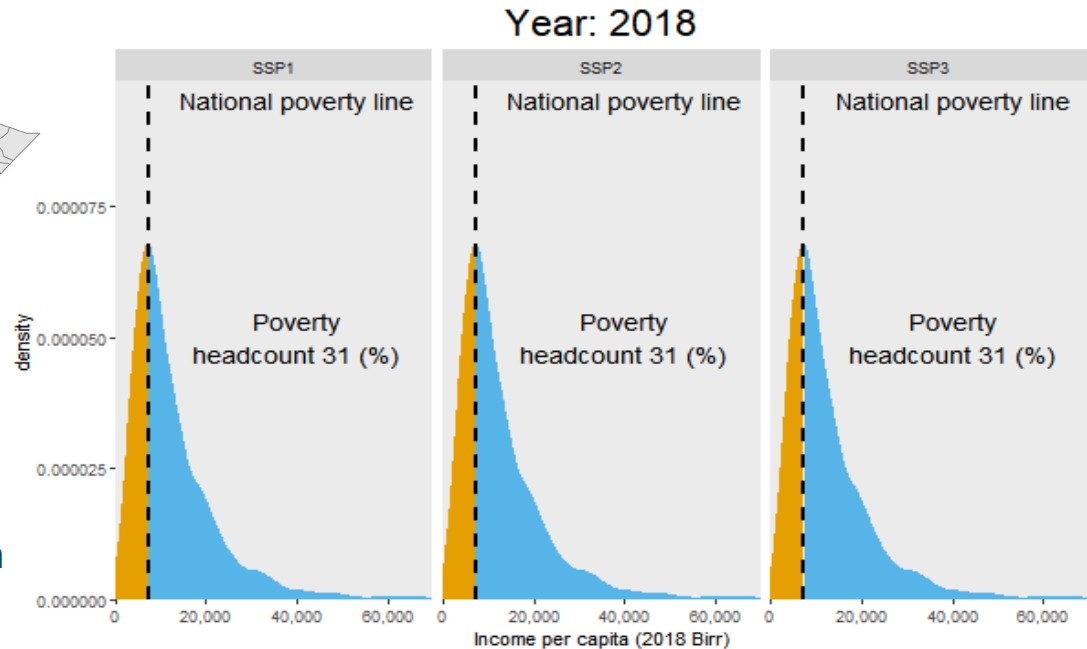 Year: 2018
SSP1
SSP2
SSP3
National poverty line
National poverty line
National poverty line
0.000075
Poverty
headcount 31 (%)
Poverty
headcount 31 (%)
Poverty
headcount 31 (%)
density
0.000050
0.000025
0.000000
0
20,000
40,000
60,000
0
20,000
40,000
60,000
0
20,000
40,000
60,000
Income per capita (2018 Birr)